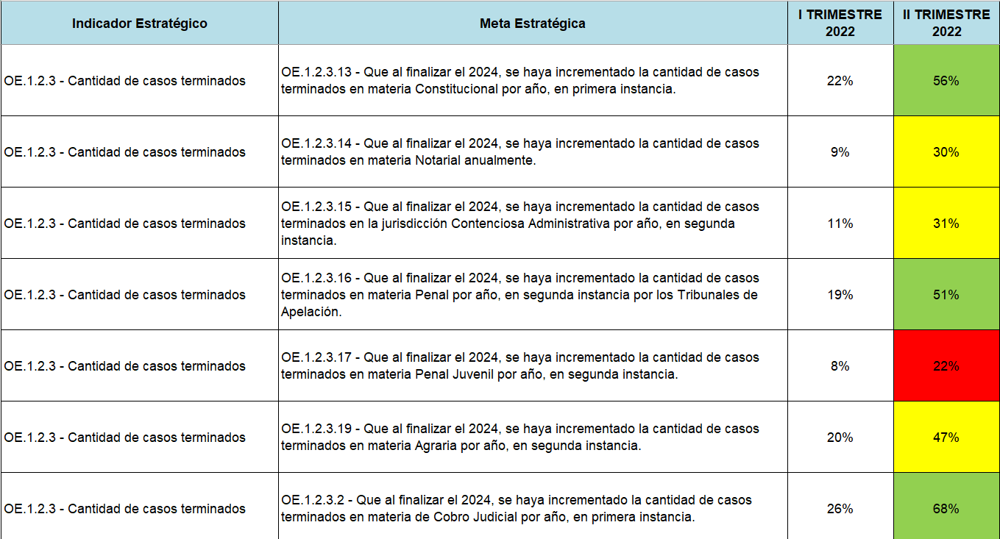 Indicador Estratégico
Meta Estratégica
I TRIMESTRE
2022
II TRIMESTRE
2022
OE.1.2.3 - Cantidad de casos terminados
OE.1.2.3.13 - Que al finalizar el 2024, se haya incrementado la cantidad de casos
terminados en materia Constitucional por año, en primera instancia.
22%
56%
OE.1.2.3 - Cantidad de casos terminados
OE.1.2.3.14 - Que al finalizar el 2024, se haya incrementado la cantidad de casos
terminados en materia Notarial anualmente.
9%
30%
OE.1.2.3 - Cantidad de casos terminados
OE.1.2.3.15 - Que al finalizar el 2024, se haya incrementado la cantidad de casos
terminados en la jurisdicción Contenciosa Administrativa por año, en segunda
instancia.
11%
31%
OE.1.2.3 - Cantidad de casos terminados
OE.1.2.3.16 - Que al finalizar el 2024, se haya incrementado la cantidad de casos
terminados en materia Penal por año, en segunda instancia por los Tribunales de
Apelación.
19%
51%
OE.1.2.3 - Cantidad de casos terminados
OE.1.2.3.17 - Que al finalizar el 2024, se haya incrementado la cantidad de casos
terminados en materia Penal Juvenil por año, en segunda instancia.
8%
22%
OE.1.2.3 - Cantidad de casos terminados
OE.1.2.3.19 - Que al finalizar el 2024, se haya incrementado la cantidad de casos
terminados en materia Agraria por año, en segunda instancia.
20%
47%
OE.1.2.3 - Cantidad de casos terminados
OE.1.2.3.2 - Que al finalizar el 2024, se haya incrementado la cantidad de casos
terminados en materia de Cobro Judicial por año, en primera instancia.
26%
68%